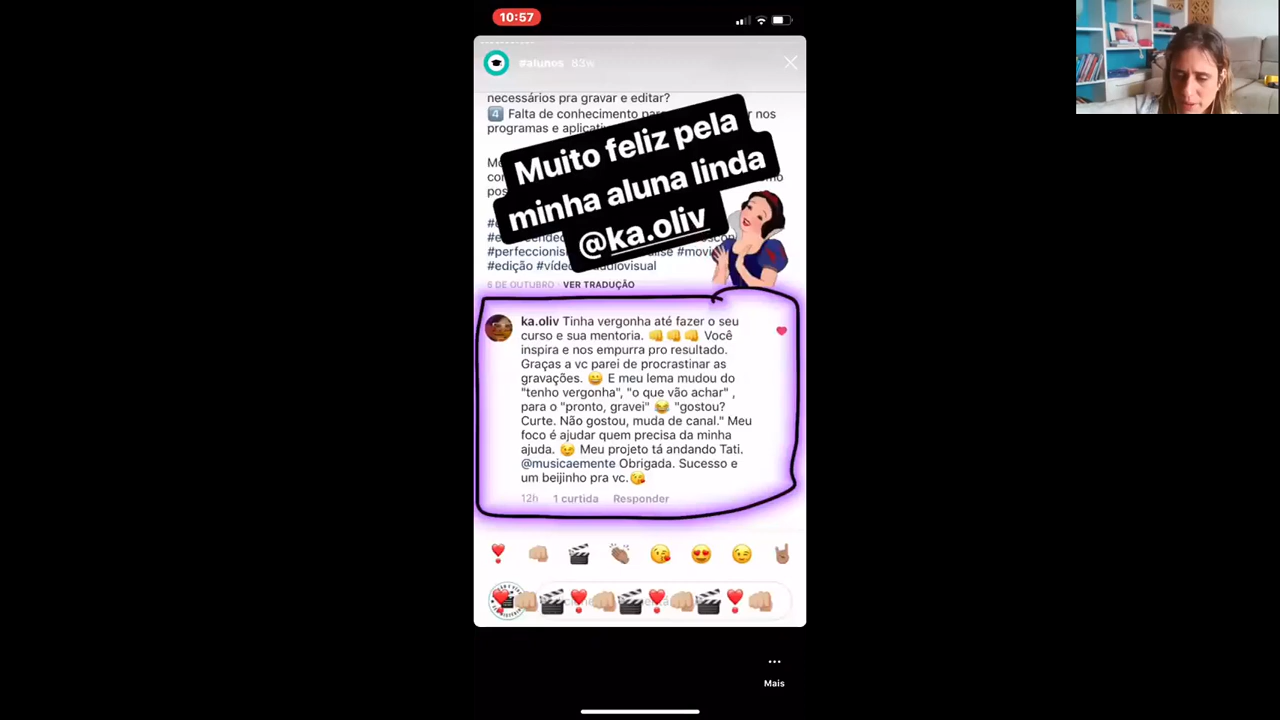 10:57
#alunos 83w
necessários pra gravar e editar?
4 Falta de conhecimento
nos
programas e
Muito feliz pela
minha aluna linda
@ka.oliv
#edição
6 DE OUTUBRO · VER TRADUÇÃO
ka.oliv Tinha vergonha até fazer o seu
curso e sua mentoria. 👊👊👊 Você
inspira e nos empurra pro resultado.
Graças a vc parei de procrastinar as
gravações. 😄 E meu lema mudou do
"tenho vergonha", "o que vão achar" ,
para o "pronto, gravei" 😂 "gostou?
Curte. Não gostou, muda de canal." Meu
foco é ajudar quem precisa da minha
ajuda. 😉 Meu projeto tá andando Tati.
@musicaemente Obrigada. Sucesso e
um beijinho pra vc.😘
12h 1 curtida Responder
Mais